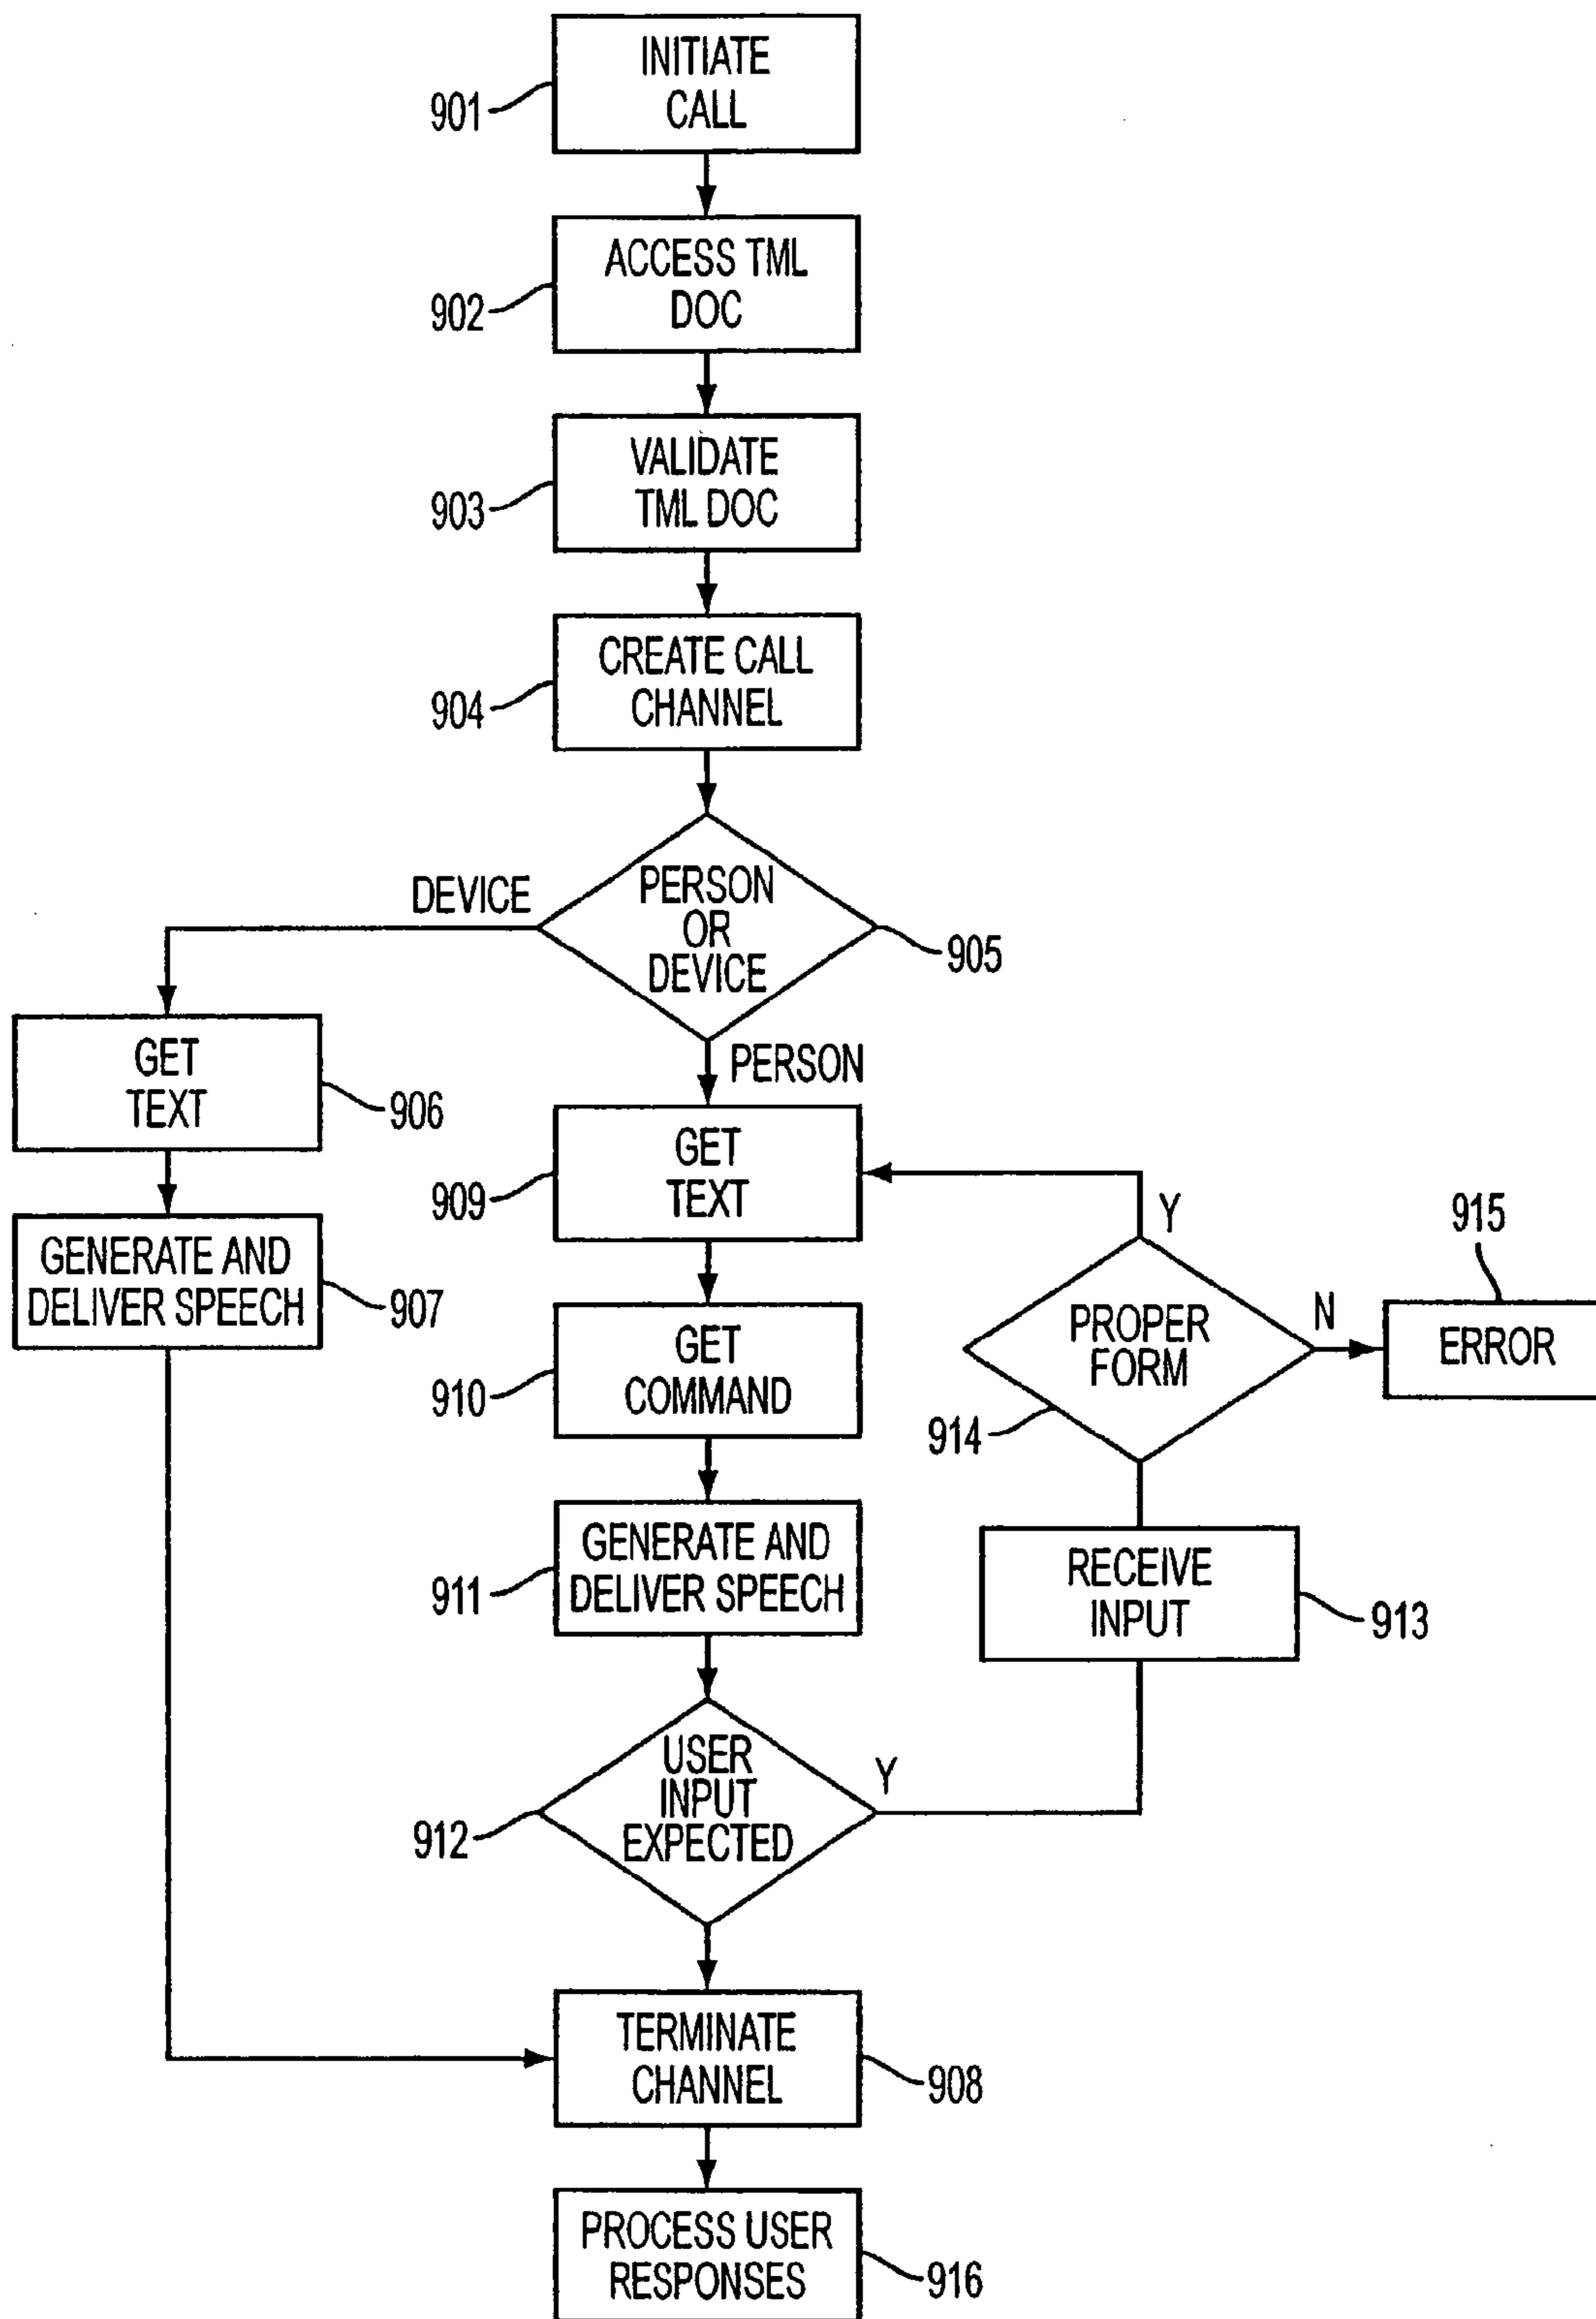 INITIATE
CALL
901
ACCESS TML
DOC
902
VALIDATE
TML DOC
903
CREATE CALL
CHANNEL
904
DEVICE
PERSON
OR
DEVICE
905
PERSON
GET
TEXT
906
GENERATE AND
DELIVER SPEECH
907
GET
TEXT
909
Y
GET
COMMAND
910
PROPER
FORM
914
N
915
ERROR
GENERATE AND
DELIVER SPEECH
911
RECEIVE
INPUT
913
USER
INPUT
EXPECTED
912
Y
TERMINATE
CHANNEL
908
PROCESS USER
RESPONSES
916